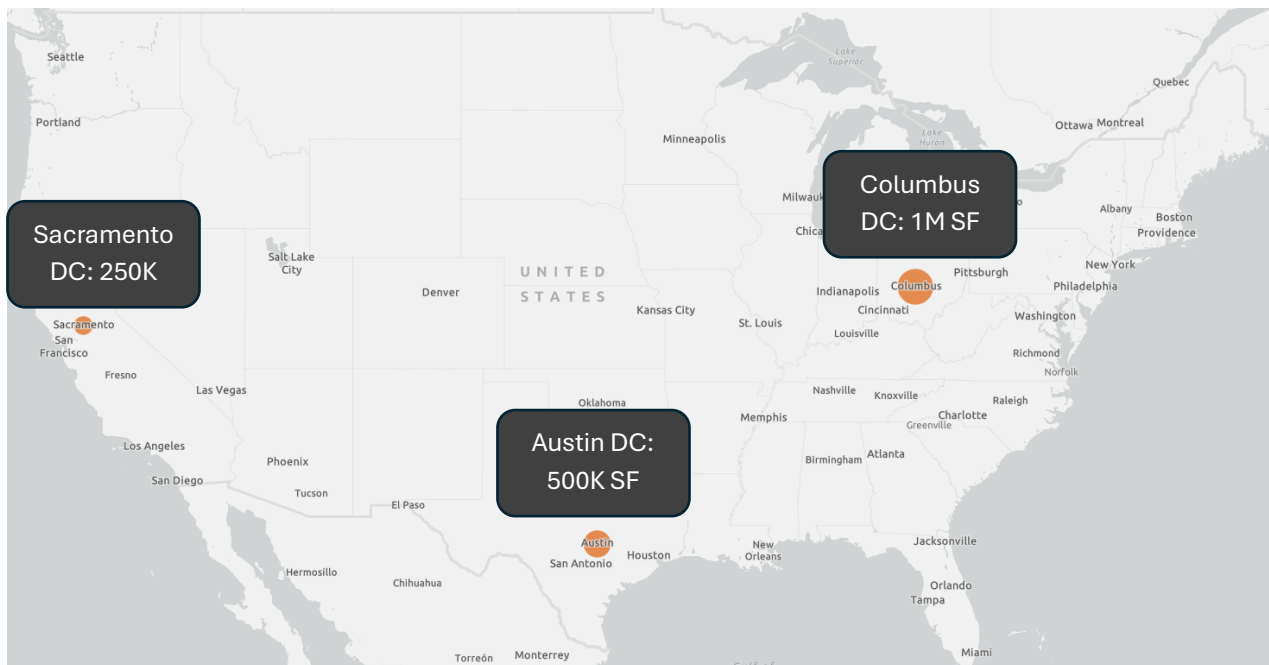 Seattle
Portland
Minneapolis
Lake
Superior
Lake
Huron
Quebec
Ottawa
Montreal
Albany
Boston
Providence
Sacramento
DC: 250K
Salt Lake
City
UNITED
STATES
Denver
Kansas City
St. Louis
Columbus
DC: 1M SF
Indianapolis
Columbus
Cincinnati
Louisville
Pittsburgh
New York
Philadelphia
Washington
Richmond
Norfolk
Sacramento
San
Francisco
Fresno
Las Vegas
Los Angeles
San Diego
Phoenix
Tucson
El Paso
Oklahoma
Austin DC:
500K SF
Memphis
Nashville
Knoxville
Raleigh
Charlotte
Greenville
Birmingham
Atlanta
Austin
San Antonio
Houston
New
Orleans
Jacksonville
Orlando
Tampa
Miami
Hermosillo
Chihuahua
Torreón
Monterrey